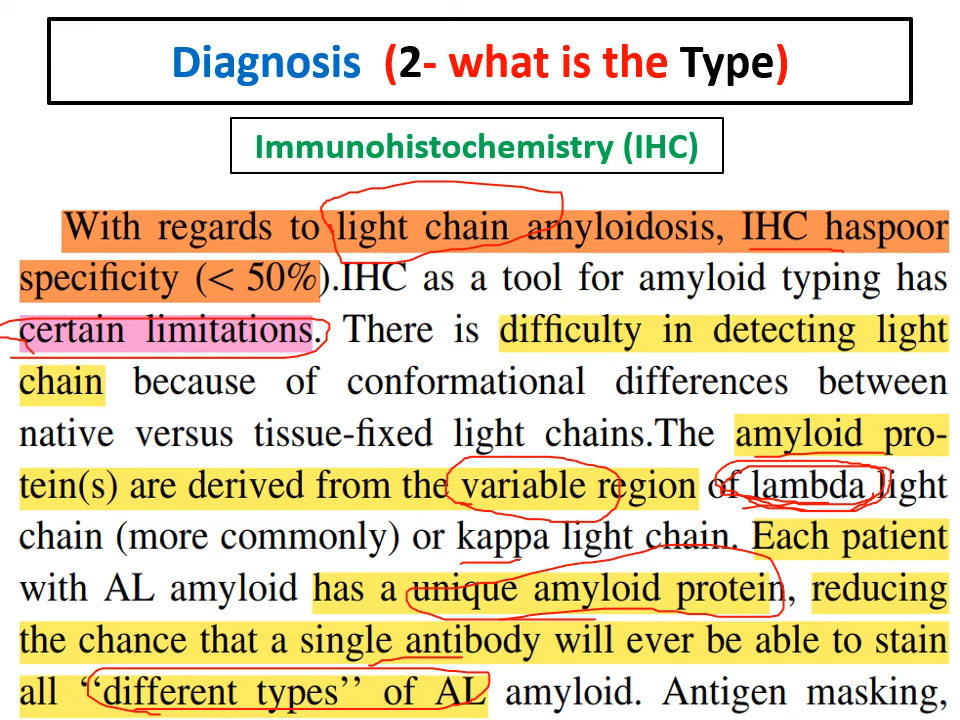 Diagnosis (2- what is the Type)
Immunohistochemistry (IHC)
With regards to light chain amyloidosis, IHC haspoor
specificity (< 50%).IHC as a tool for amyloid typing has
certain limitations. There is difficulty in detecting light
chain because of conformational differences between
native versus tissue-fixed light chains.The amyloid pro-
tein(s) are derived from the variable region of lambda light
chain (more commonly) or kappa light chain. Each patient
with AL amyloid has a unique amyloid protein, reducing
the chance that a single antibody will ever be able to stain
all ‘‘different types’’ of AL amyloid. Antigen masking,